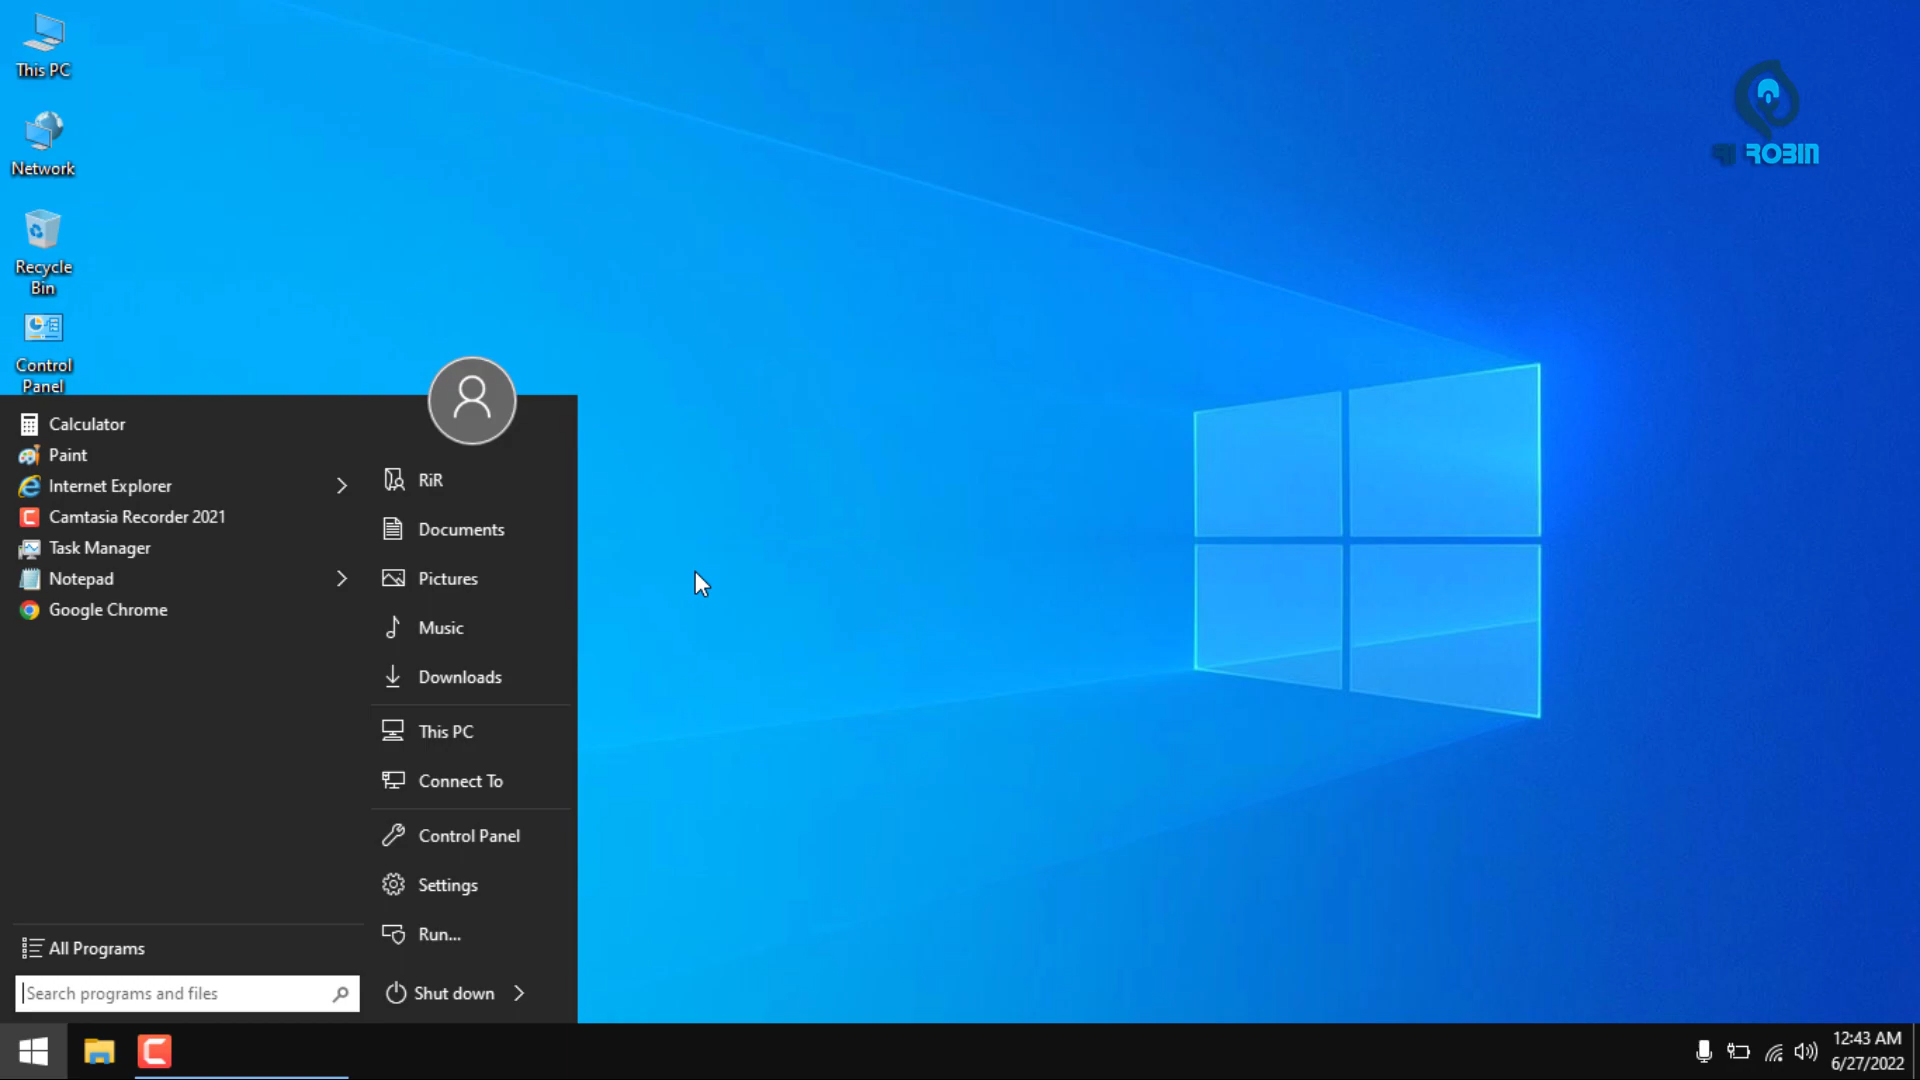 This PC
Network
Recycle
Bin
Control
Panel
ROBIN
Calculator
Paint
Internet Explorer
Camtasia Recorder 2021
Task Manager
Notepad
Google Chrome
All Programs
Search programs and files
RiR
Documents
Pictures
Music
Downloads
This PC
Connect To
Control Panel
Settings
Run...
Shut down
12:43 AM
6/27/2022